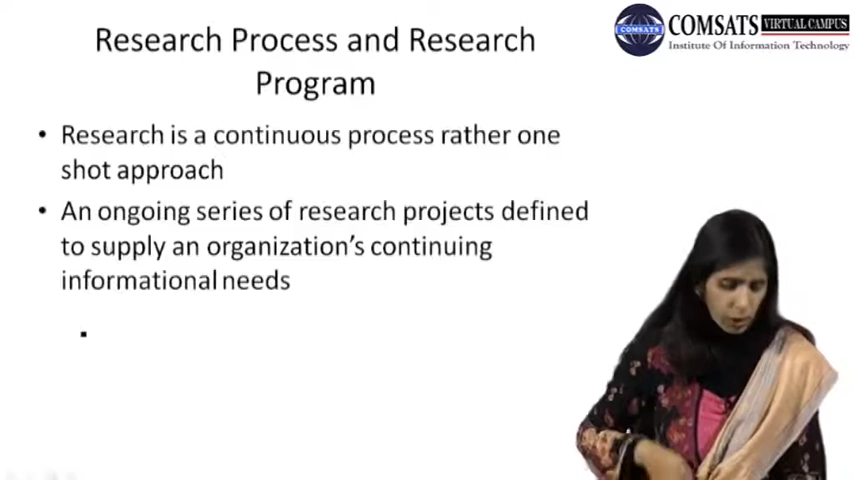 Research Process and Research
Program
• Research is a continuous process rather one
shot approach
• An ongoing series of research projects defined
to supply an organization's continuing
informational needs
COMSATS
COMSATS VIRTUAL CAMPUS
Institute Of Information Technology